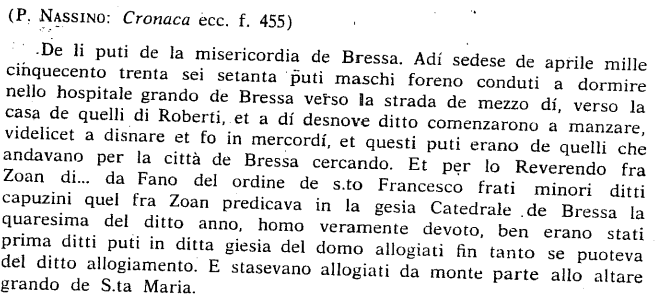 (P. NASSINO: Cronaca ecc. f. 455)
De li puti de la misericordia de Bressa. Adí sedese de aprile mille
cinquecento trenta sei setanta puti maschi foreno conduti a dormire
nello hospitale grando de Bressa verso la strada de mezzo dí, verso la
casa de quelli di Roberti, et a dí desnove ditto comenzarono a manzare,
videlicet a disnare et fo in mercordí, et questi puti erano de quelli che
andavano per la città de Bressa cercando. Et per lo Reverendo fra
Zoan di... da Fano del ordine de s.to Francesco frati minori ditti
capuzini quel fra Zoan predicava in la gesia Catedrale de Bressa la
quaresima del ditto anno, homo veramente devoto, ben erano stati
prima ditti puti in ditta giesia del domo allogiati fin tanto se puoteva
del ditto allogiamento. E stasevano allogiati da monte parte allo altare
grando de S.ta Maria.